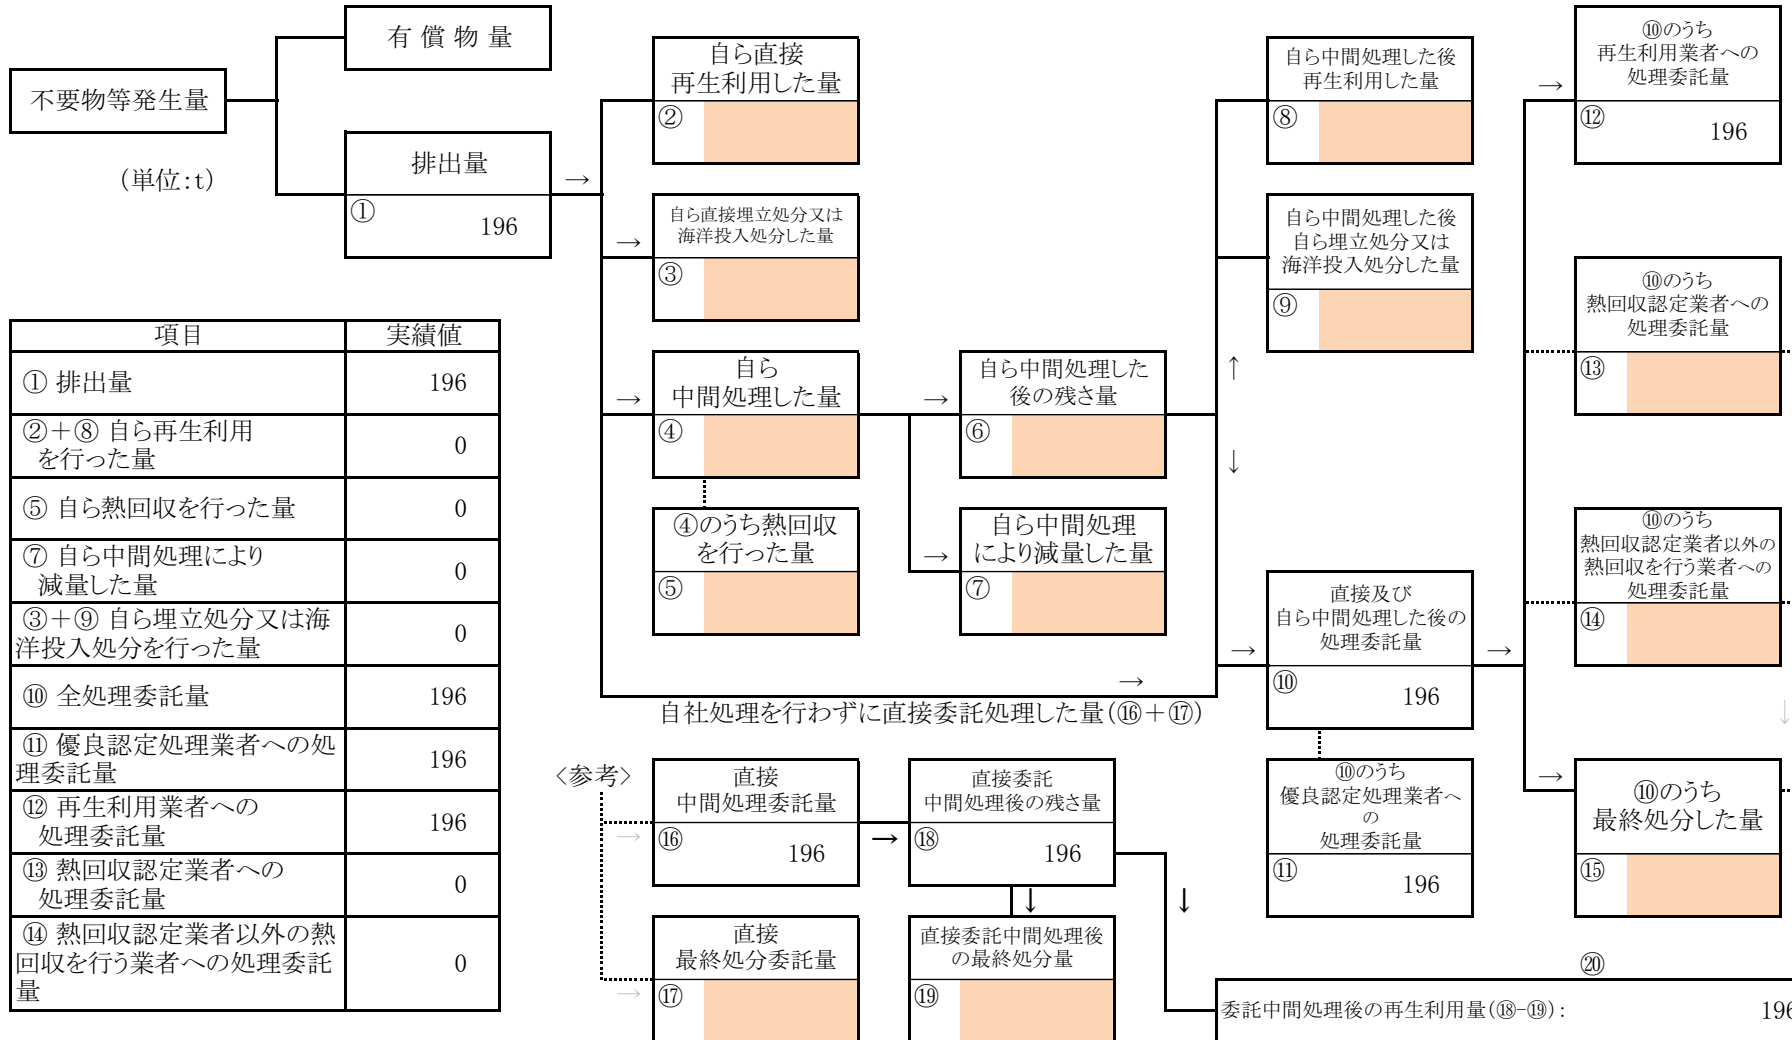 有 償 物 量
不要物等発生量
(単位:t)
排出量
①
196
→
自ら直接
再生利用した量
②
→
自ら直接埋立処分又は
海洋投入処分した量
③
→
自ら
中間処理した量
④
④のうち熱回収
を行った量
⑤
→
自ら中間処理した
後の残さ量
⑥
→
自ら中間処理
により減量した量
⑦
→
自社処理を行わずに直接委託処理した量(⑯+⑰)
自ら中間処理した後
再生利用した量
⑧
自ら中間処理した後
自ら埋立処分又は
海洋投入処分した量
⑨
↑
↓
→
直接及び
自ら中間処理した後の
処理委託量
⑩
196
⑩のうち
優良認定処理業者へ
の
処理委託量
⑪
196
→
→
⑩のうち
再生利用業者への
処理委託量
⑫
196
⑩のうち
熱回収認定業者への
処理委託量
⑬
⑩のうち
熱回収認定業者以外の
熱回収を行う業者への
処理委託量
⑭
↓
→
⑩のうち
最終処分した量
⑮
項目 実績値
① 排出量 196
②+⑧ 自ら再生利用
を行った量 0
⑤ 自ら熱回収を行った量 0
⑦ 自ら中間処理により
減量した量 0
③+⑨ 自ら埋立処分又は海
洋投入処分を行った量 0
⑩ 全処理委託量 196
⑪ 優良認定処理業者への処
理委託量 196
⑫ 再生利用業者への
処理委託量 196
⑬ 熱回収認定業者への
処理委託量 0
⑭ 熱回収認定業者以外の熱
回収を行う業者への処理委託
量 0
〈参考〉
→
直接
中間処理委託量
⑯
196
→
直接委託
中間処理後の残さ量
⑱
196
↓
↓
→
直接
最終処分委託量
⑰
直接委託中間処理後
の最終処分量
⑲
⑳
委託中間処理後の再生利用量(⑱-⑲): 196